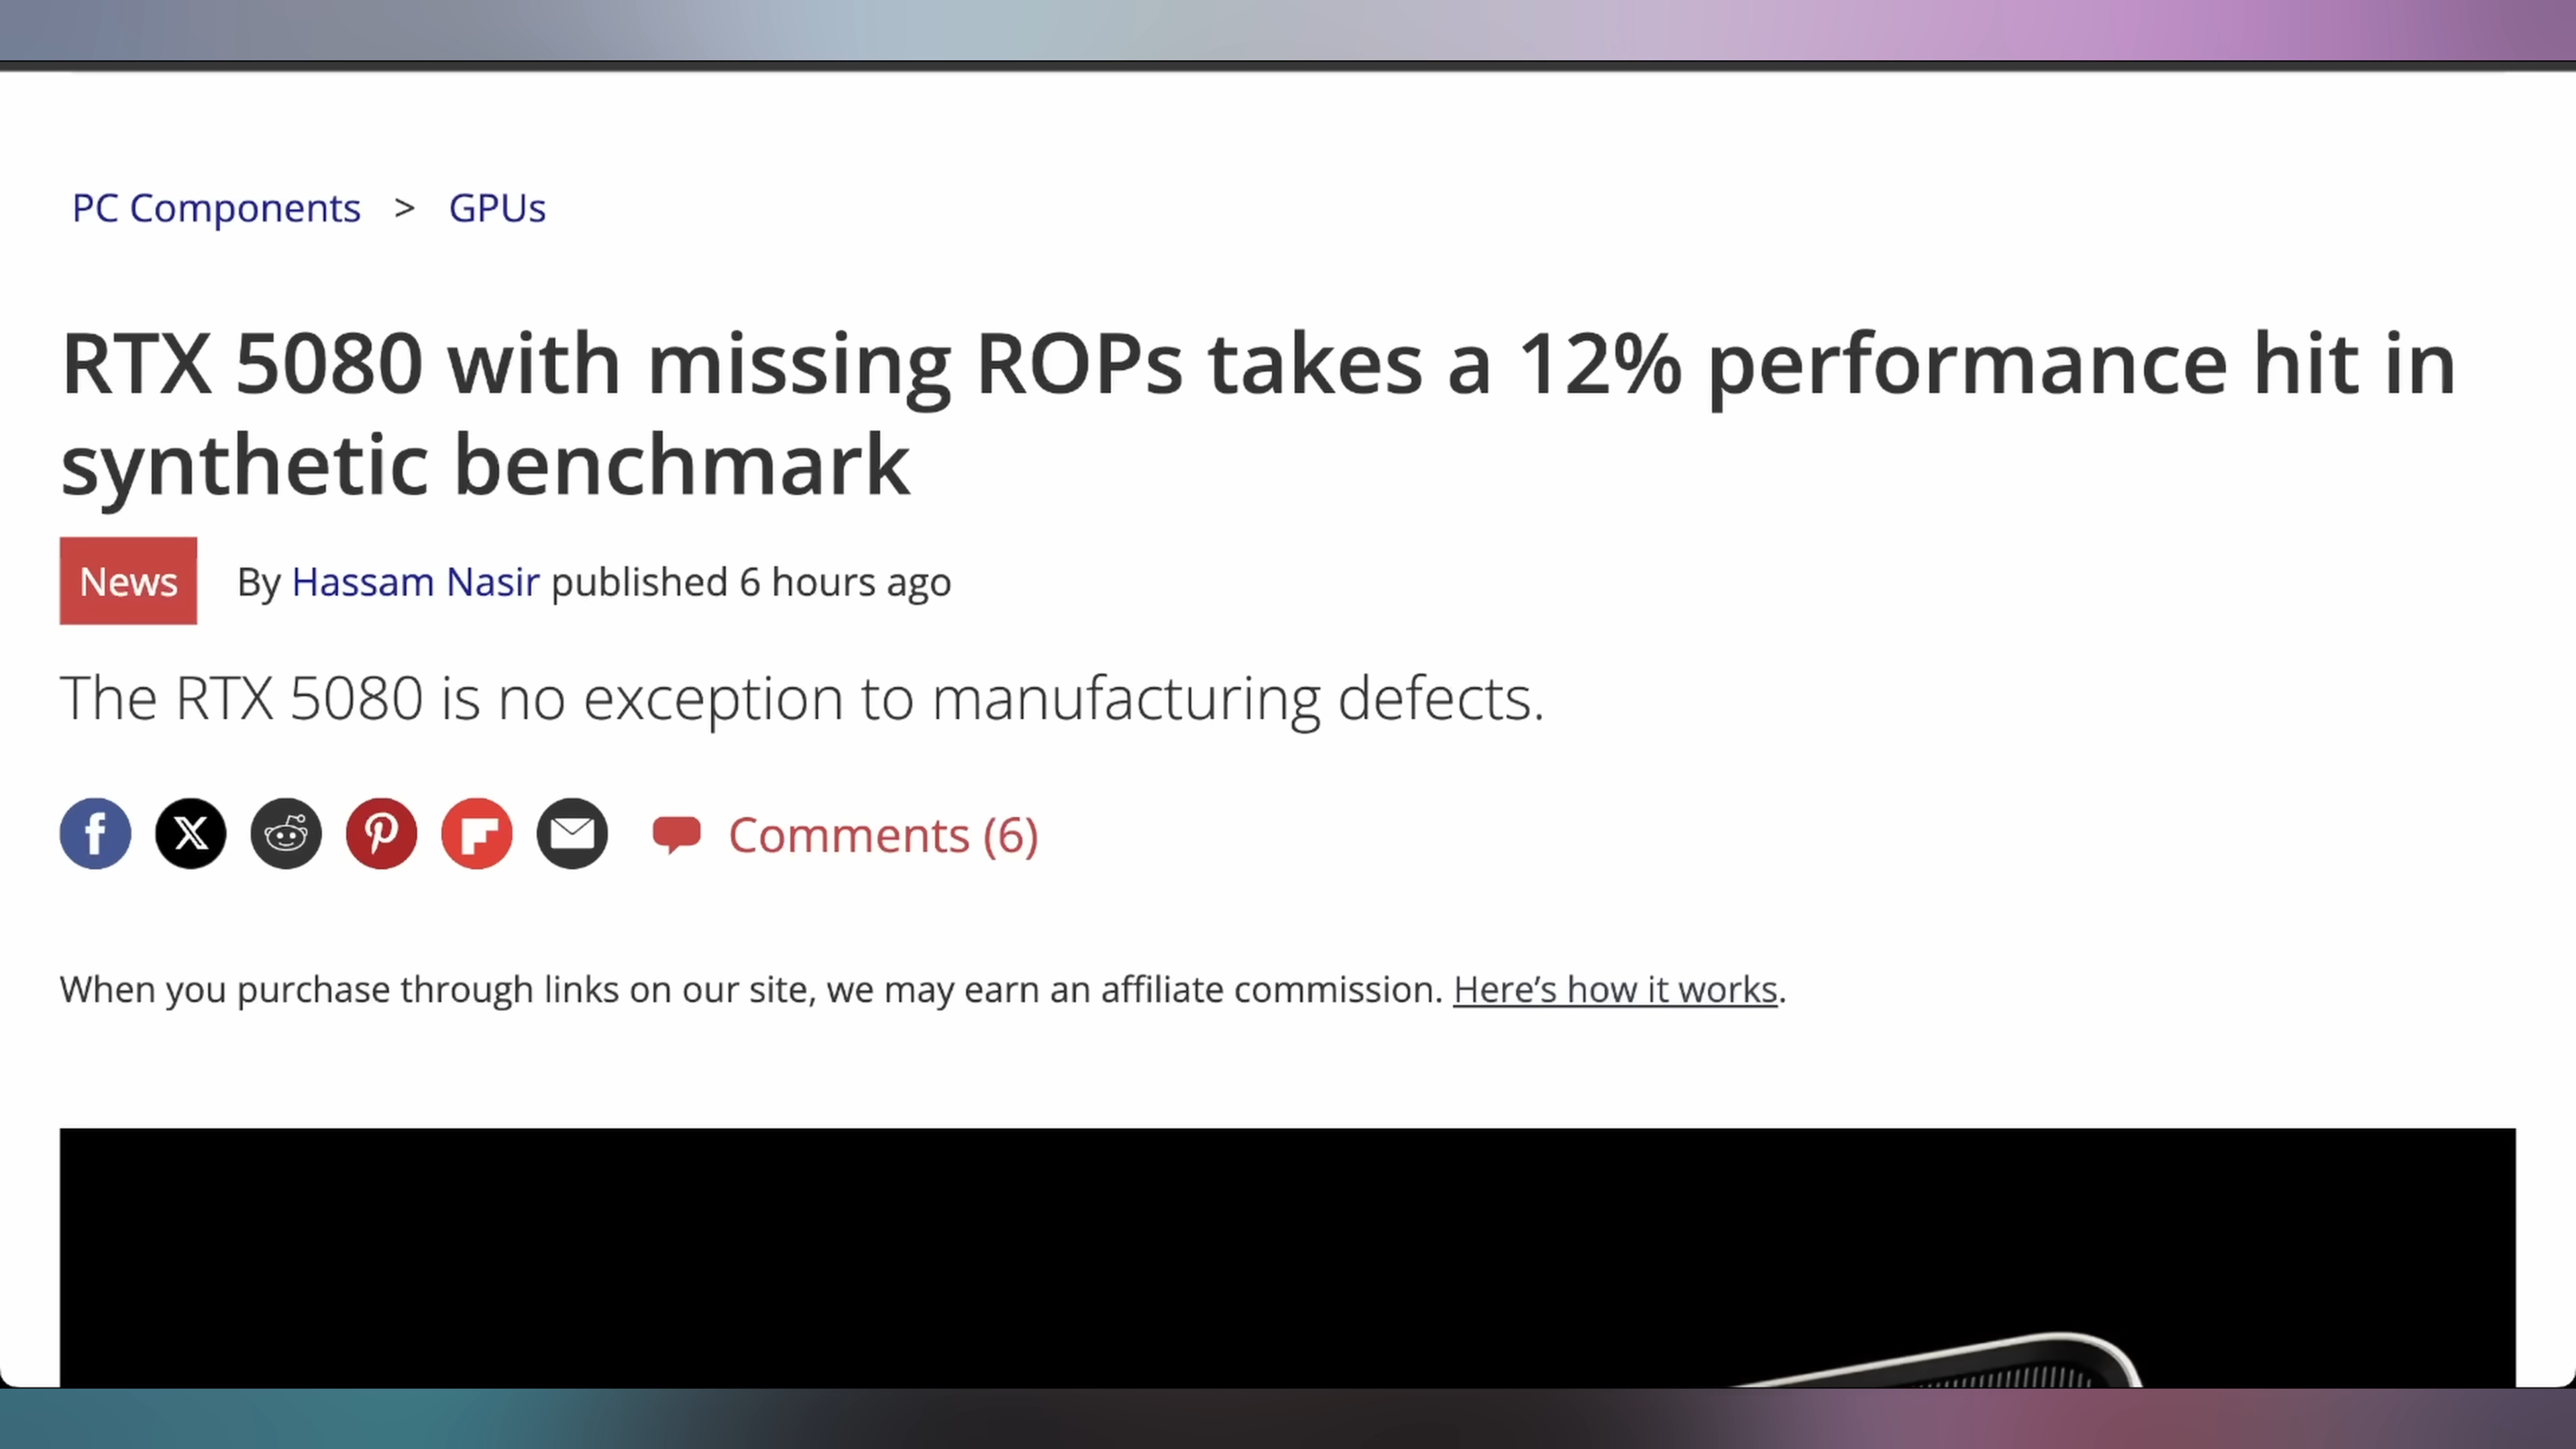 PC Components > GPUs
RTX 5080 with missing ROPs takes a 12% performance hit in
synthetic benchmark
News By Hassam Nasir published 6 hours ago
The RTX 5080 is no exception to manufacturing defects.
Comments (6)
When you purchase through links on our site, we may earn an affiliate commission. Here’s how it works.